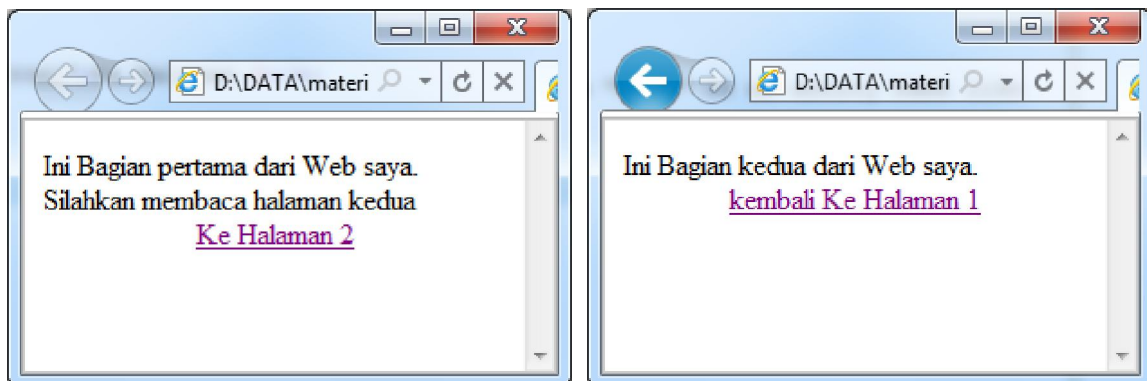 D:\DATA\materi
Ini Bagian pertama dari Web saya.
Silahkan membaca halaman kedua
Ke Halaman 2
D:\DATA\materi
Ini Bagian kedua dari Web saya.
kembali Ke Halaman 1